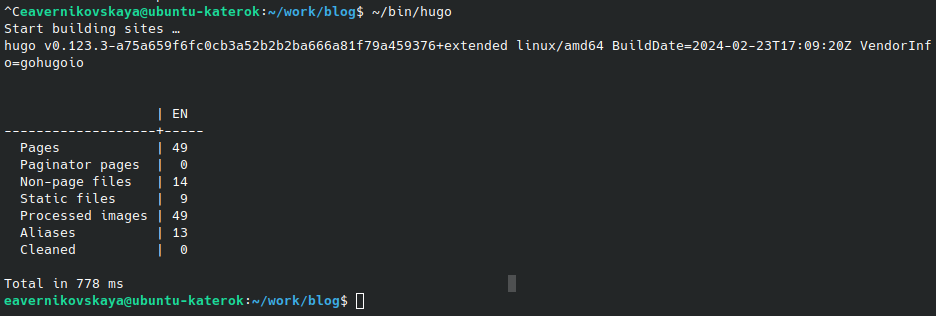 ^Ceavernikovskaya@ubuntu-katerok:~/work/blog$ ~/bin/hugo
Start building sites …
hugo v0.123.3-a75a659f6fc0cb3a52b2b2ba666a81f79a459376+extended linux/amd64 BuildDate=2024-02-23T17:09:20Z VendorInf
o=gohugoio
                   | EN
-------------------+-----
  Pages            | 49
  Paginator pages  |  0
  Non-page files   | 14
  Static files     |  9
  Processed images | 49
  Aliases          | 13
  Cleaned          |  0
Total in 778 ms
eavernikovskaya@ubuntu-katerok:~/work/blog$